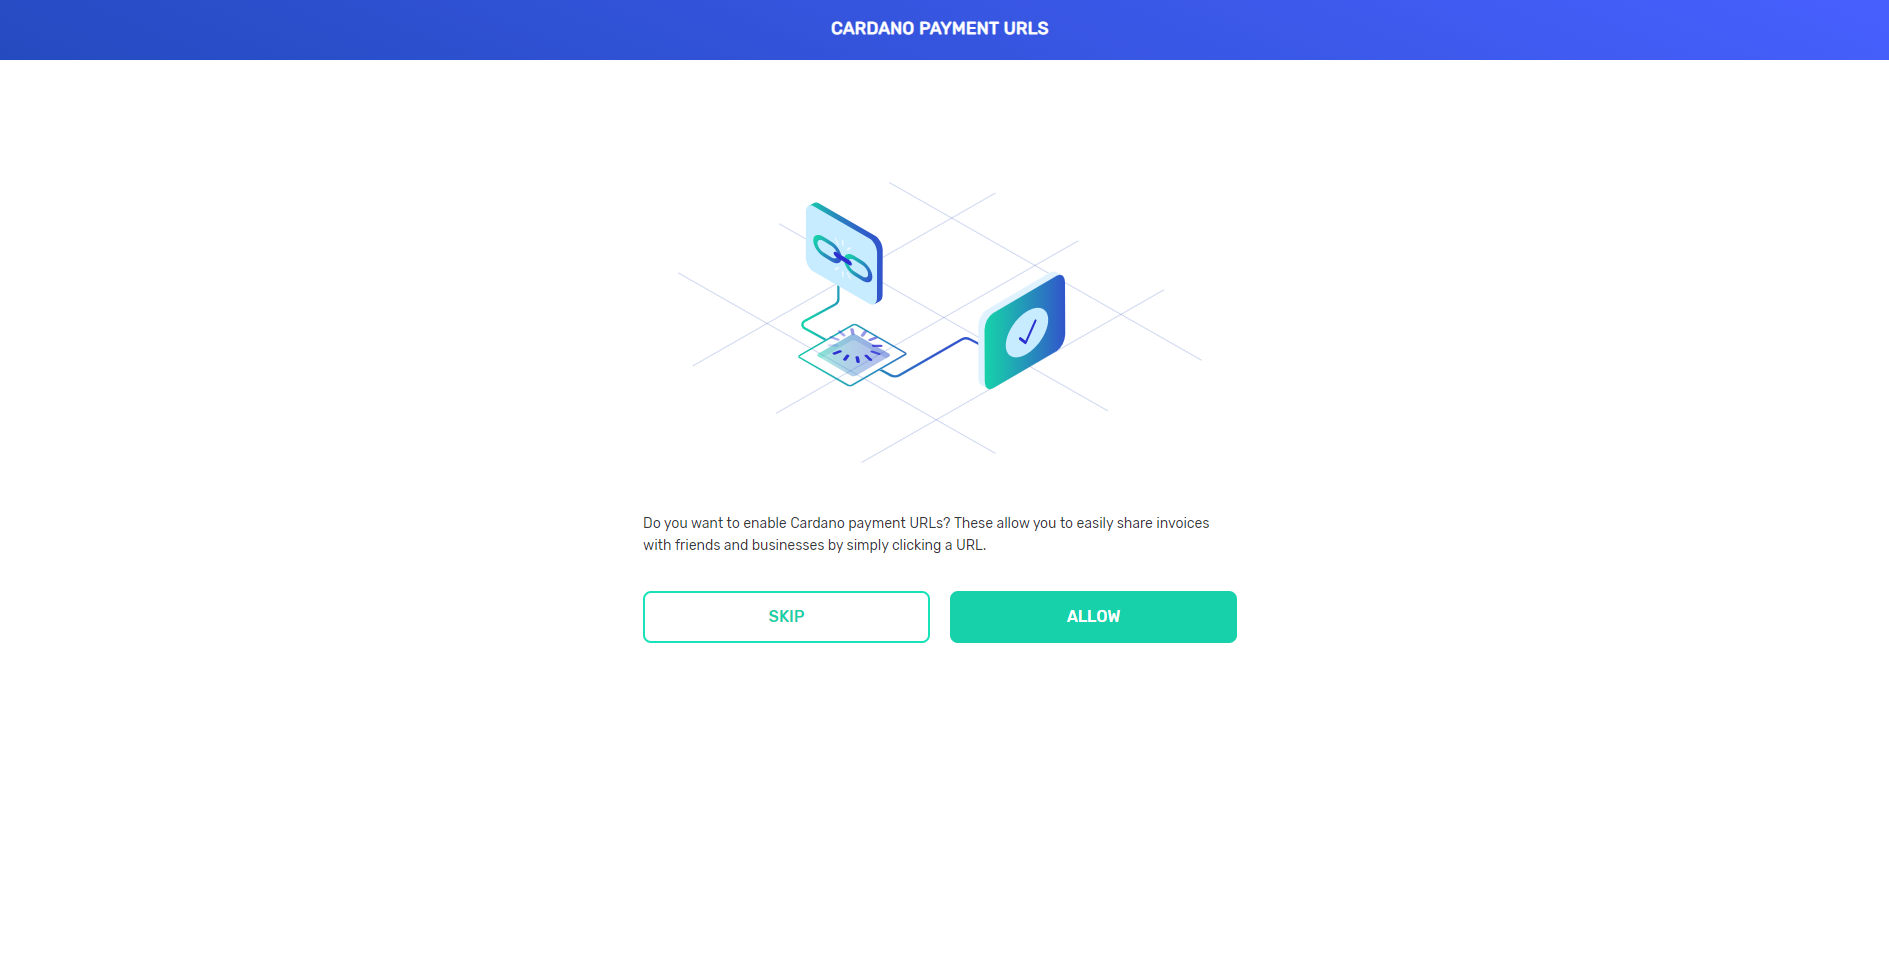 CARDANO PAYMENT URLS
Do you want to enable Cardano payment URLs? These allow you to easily share invoices
with friends and businesses by simply clicking a URL.
SKIP
ALLOW